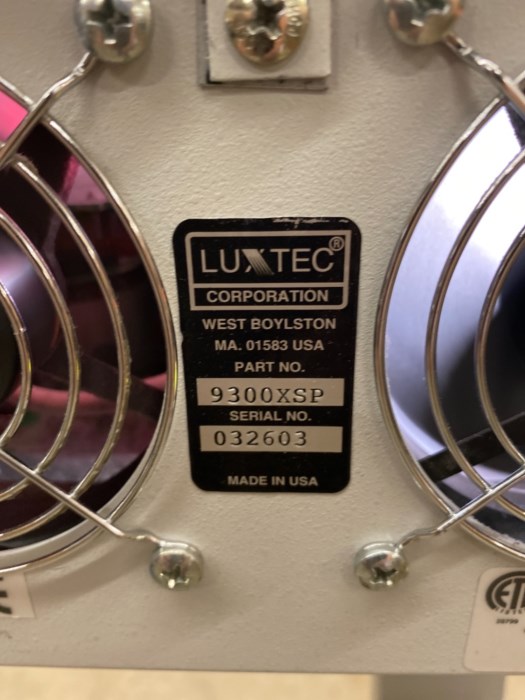 LUXTEC®
CORPORATION
WEST BOYLSTON
MA. 01583 USA
PART NO.
9300XSP
SERIAL NO.
032603
MADE IN USA